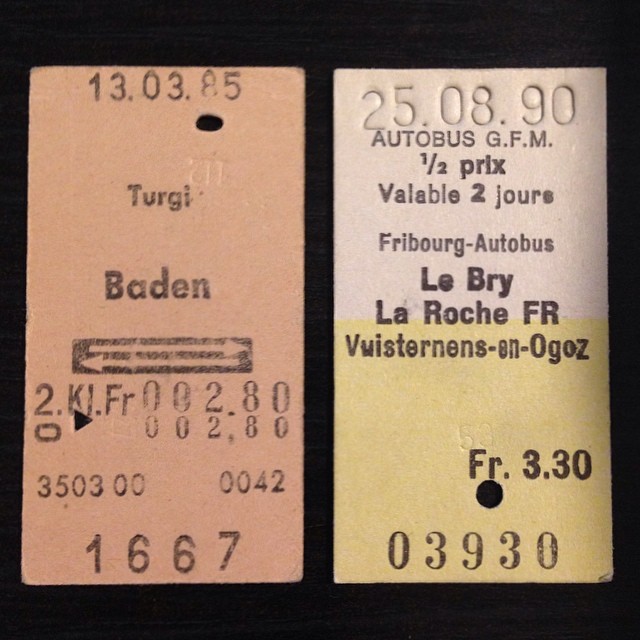 13.03.85
Turgi
Baden
2.Kl.Fr 002.80
0 002,80
3503 00 0042
1667
25.08.90
AUTOBUS G.F.M.
1/2 prix
Valable 2 jours
Fribourg-Autobus
Le Bry
La Roche FR
Vuisternens-en-Ogoz
Fr. 3.30
03930